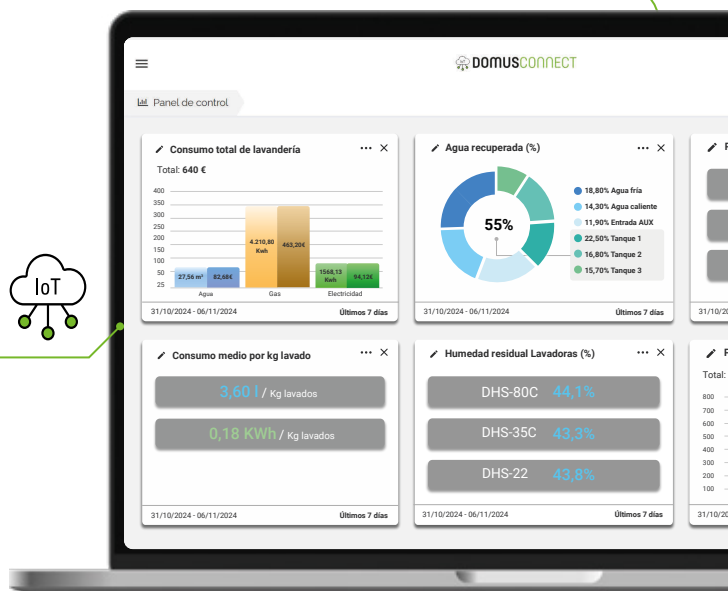 DOMUSCONNECT
Panel de control
Consumo total de lavandería
Total: 640 €
400
350
300
250
200
150
100
50
25
27,56 m³
82,68€
4.210,80
Kwh
463,20€
1568,13
Kwh
94,12€
Agua
Gas
Electricidad
31/10/2024 - 06/11/2024
Últimos 7 días
Agua recuperada (%)
55%
18,80% Agua fría
14,30% Agua caliente
11,90% Entrada AUX
22,50% Tanque 1
16,80% Tanque 2
15,70% Tanque 3
31/10/2024 - 06/11/2024
Últimos 7 días
IoT
Consumo medio por kg lavado
3,60 l / Kg lavados
0,18 KWh / Kg lavados
31/10/2024 - 06/11/2024
Últimos 7 días
Humedad residual Lavadoras (%)
DHS-80C 44,1%
DHS-35C 43,3%
DHS-22 43,8%
31/10/2024 - 06/11/2024
Últimos 7 días
Total:
800
700
600
500
400
300
200
100